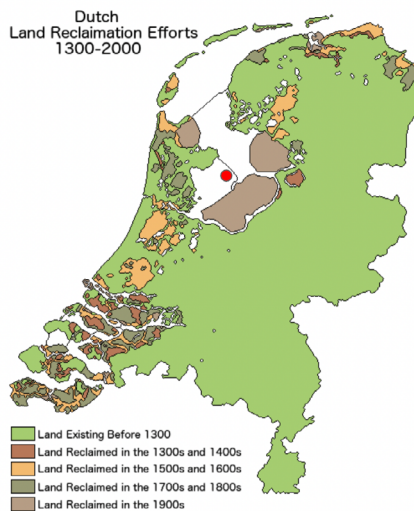 Dutch
Land Reclaimation Efforts
1300-2000
Land Existing Before 1300
Land Reclaimed in the 1300s and 1400s
Land Reclaimed in the 1500s and 1600s
Land Reclaimed in the 1700s and 1800s
Land Reclaimed in the 1900s